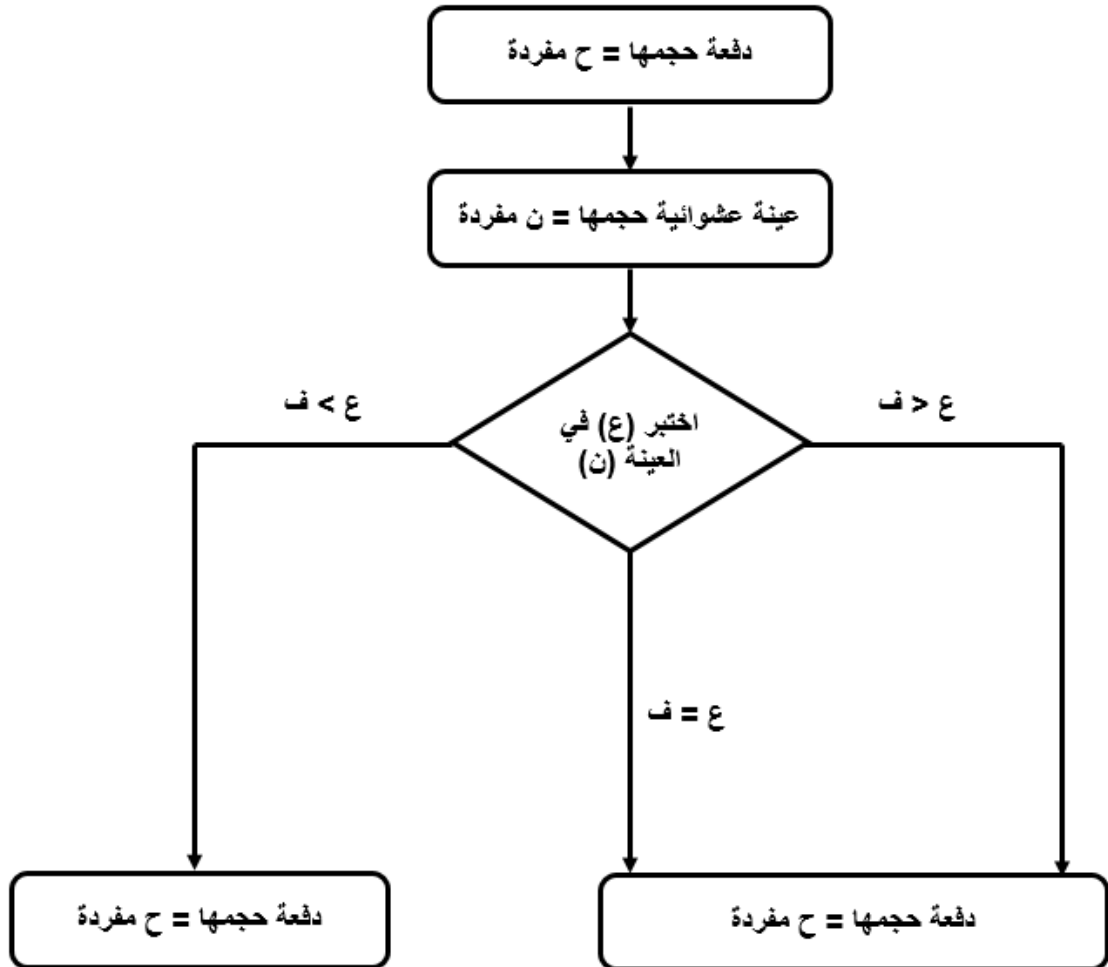 دفعة حجمها = ح مفردة
عينة عشوائية حجمها = ن مفردة
ع < ف
ع > ف
اختبر (ع) في
العينة (ن)
ع = ف
دفعة حجمها = ح مفردة
دفعة حجمها = ح مفردة